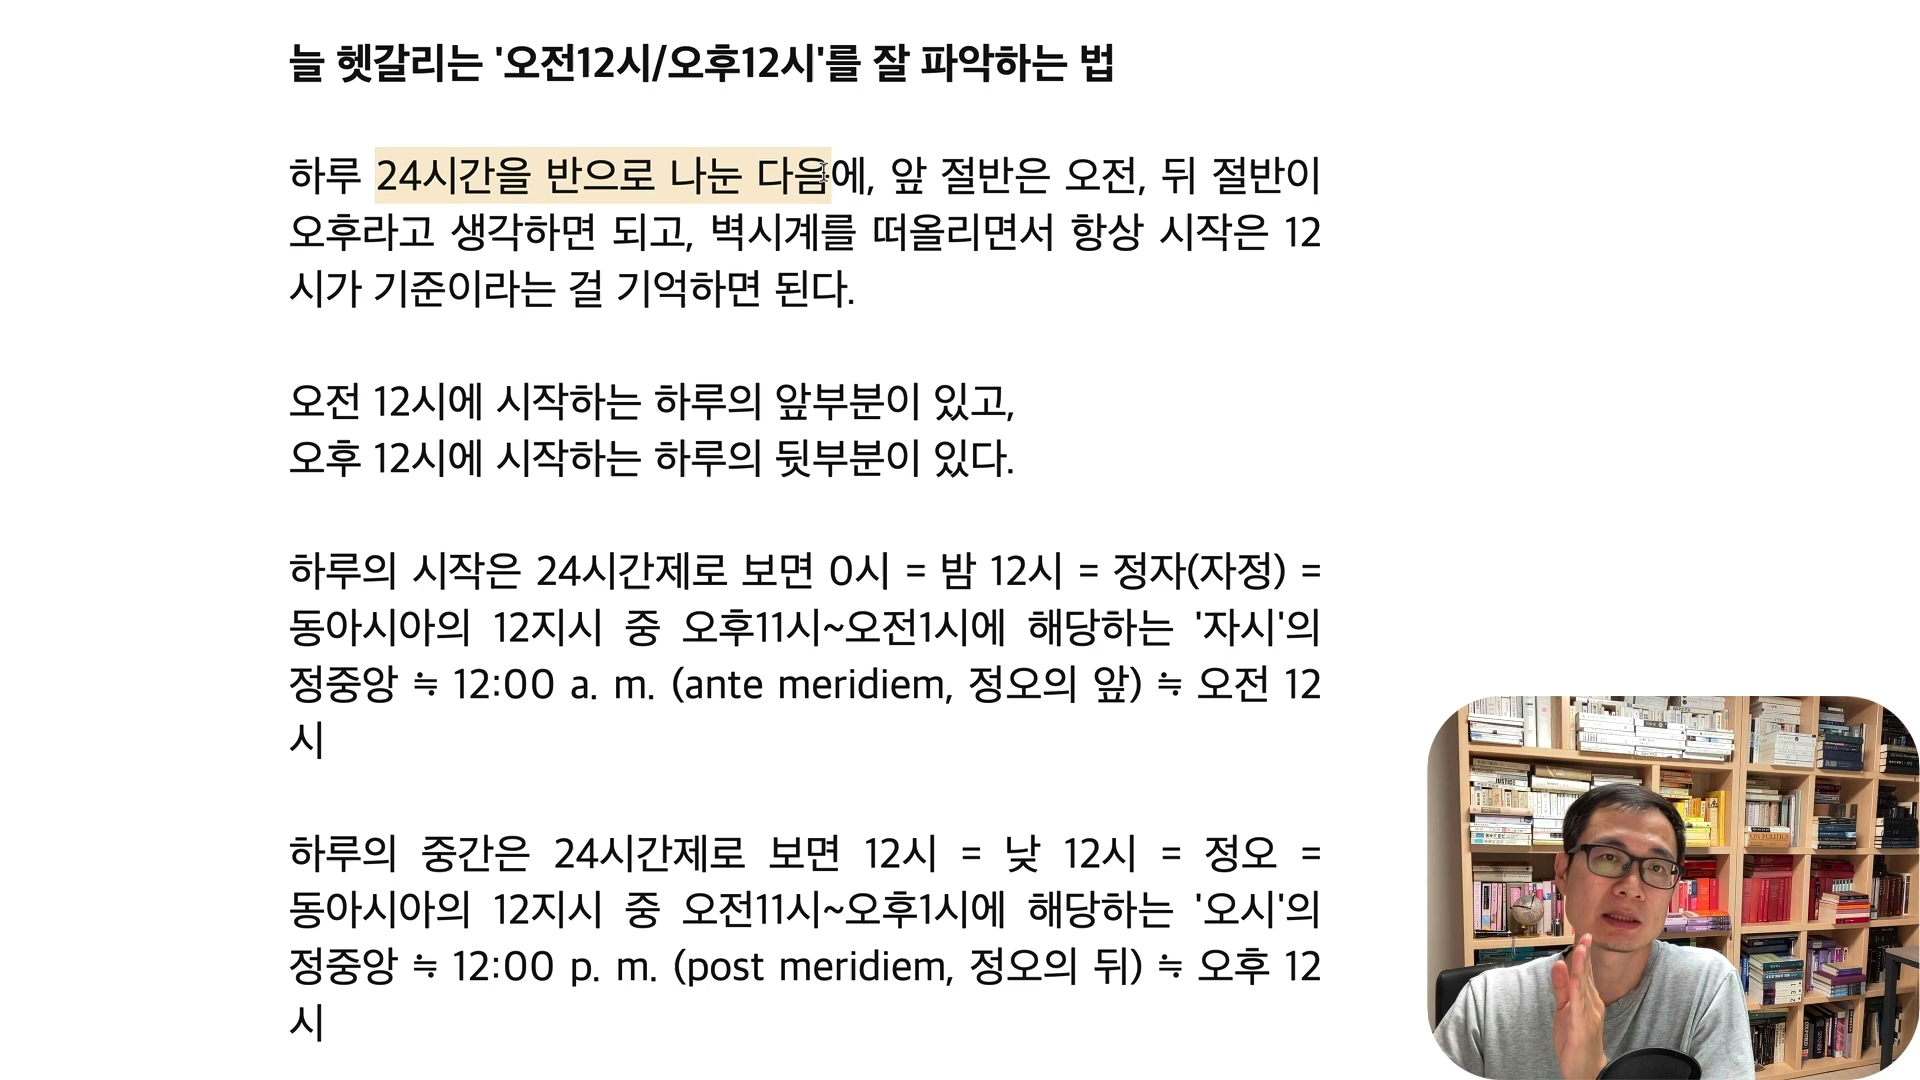 늘 헷갈리는 '오전12시/오후12시'를 잘 파악하는 법
하루 24시간을 반으로 나눈 다음에, 앞 절반은 오전, 뒤 절반이
오후라고 생각하면 되고, 벽시계를 떠올리면서 항상 시작은 12
시가 기준이라는 걸 기억하면 된다.
오전 12시에 시작하는 하루의 앞부분이 있고,
오후 12시에 시작하는 하루의 뒷부분이 있다.
하루의 시작은 24시간제로 보면 0시 = 밤 12시 = 정자(자정) =
동아시아의 12지시 중 오후11시~오전1시에 해당하는 '자시'의
정중앙 ≒ 12:00 a. m. (ante meridiem, 정오의 앞) ≒ 오전 12
시
하루의 중간은 24시간제로 보면 12시 = 낮 12시 = 정오 =
동아시아의 12지시 중 오전11시~오후1시에 해당하는 '오시'의
정중앙 ≒ 12:00 p. m. (post meridiem, 정오의 뒤) ≒ 오후 12
시
JUSTICE
ON POLITICS